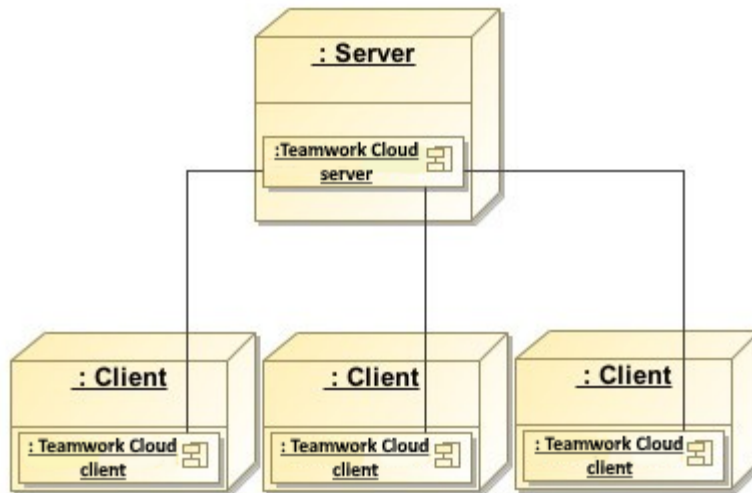 : Server
:Teamwork Cloud
server
: Client
: Teamwork Cloud
client
: Client
: Teamwork Cloud
client
: Client
: Teamwork Cloud
client